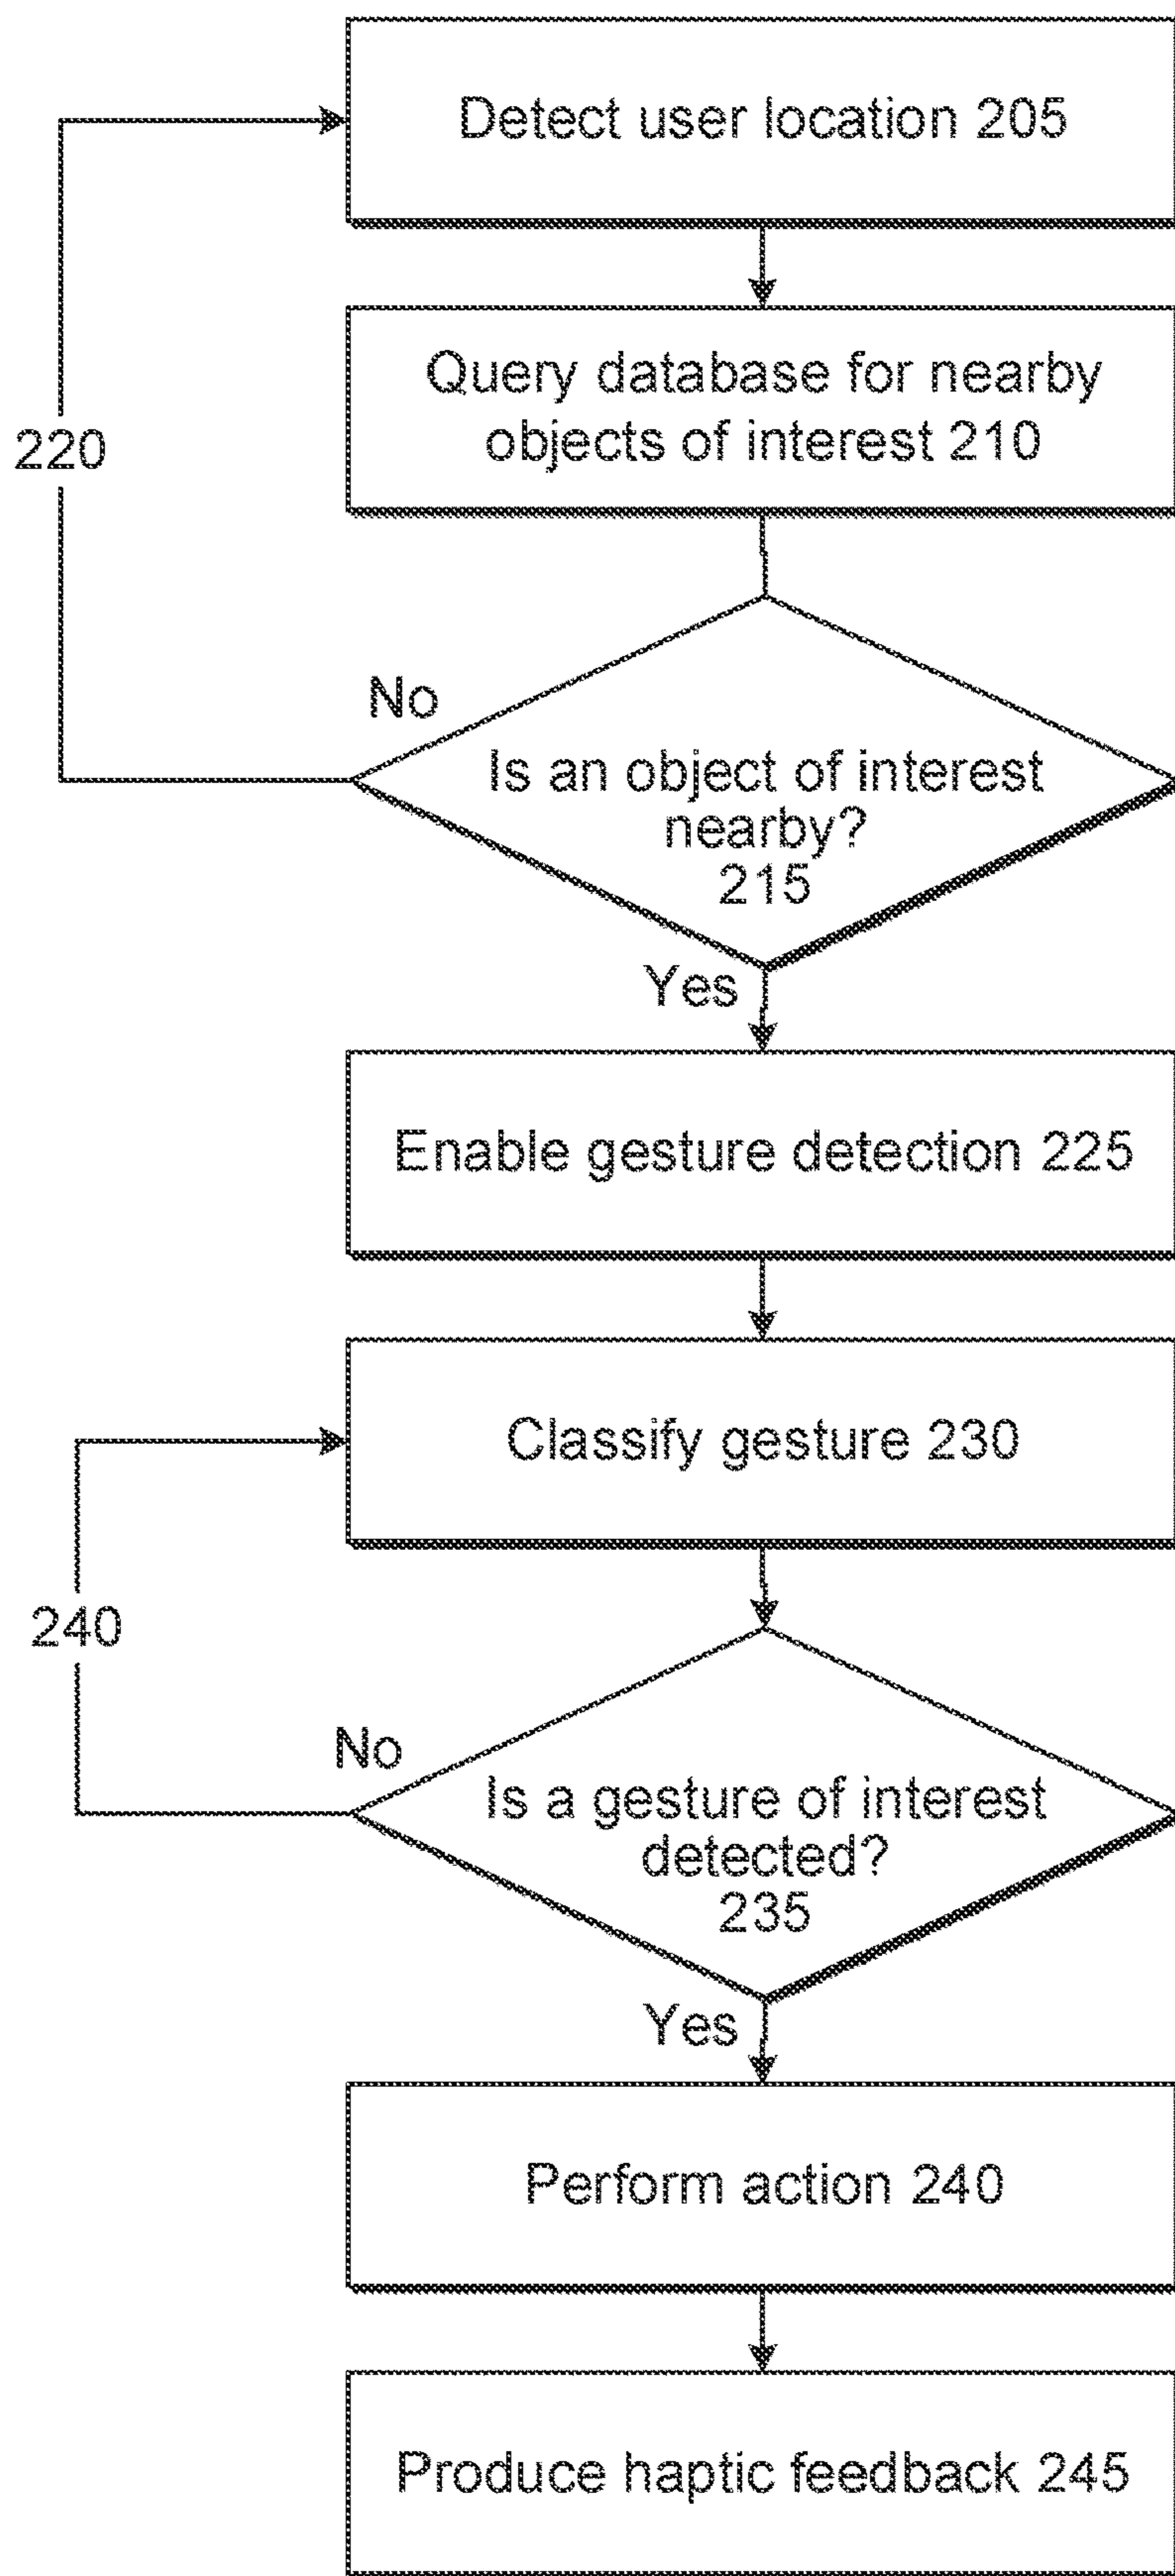 Detect user location 205
Query database for nearby
objects of interest 210
220
No
Is an object of interest
nearby?
215
Yes
Enable gesture detection 225
Classify gesture 230
240
No
Is a gesture of interest
detected?
235
Yes
Perform action 240
Produce haptic feedback 245